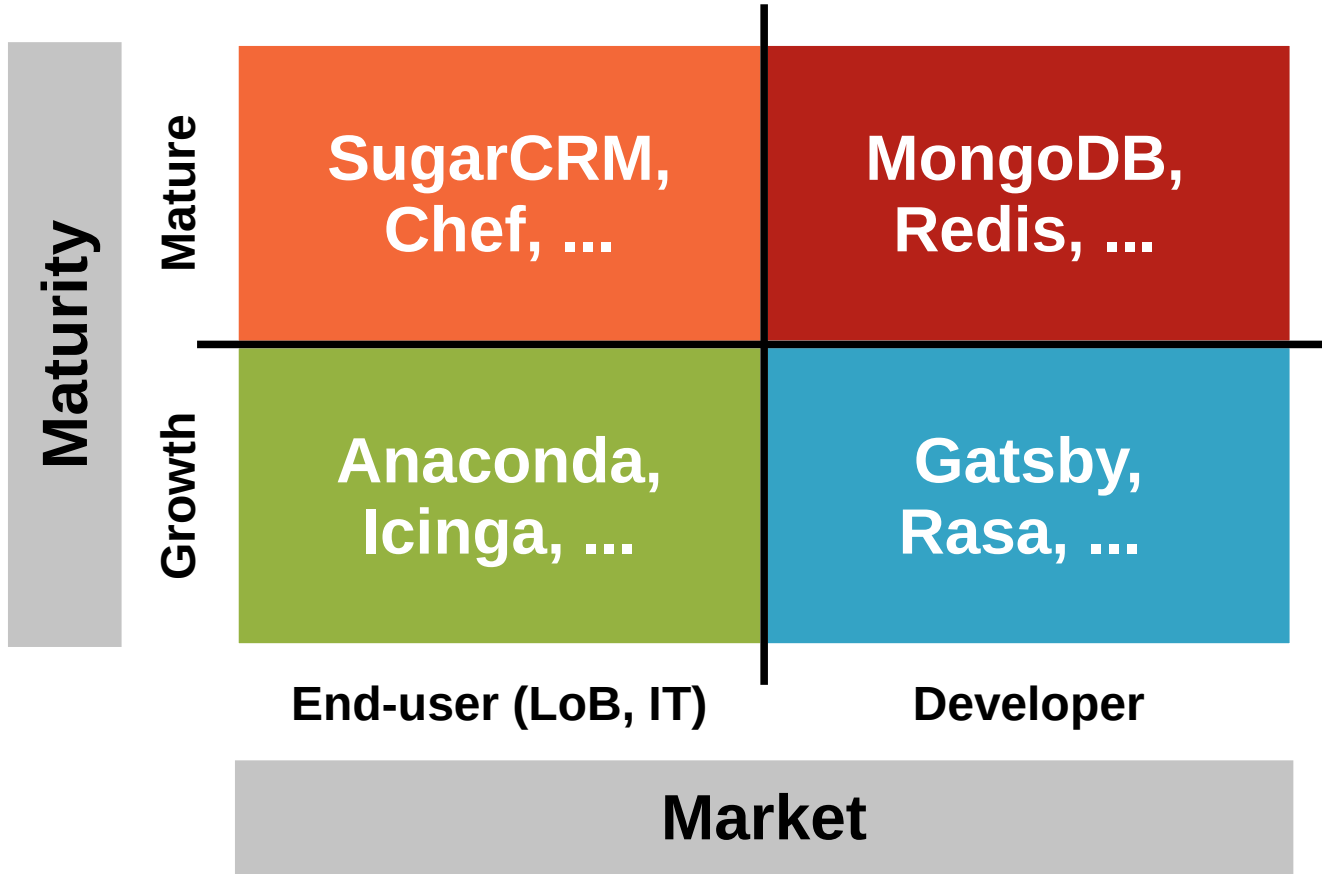 Maturity
Mature
SugarCRM,
Chef, ...
MongoDB,
Redis, ...
Growth
Anaconda,
Icinga, ...
Gatsby,
Rasa, ...
End-user (LoB, IT)
Developer
Market